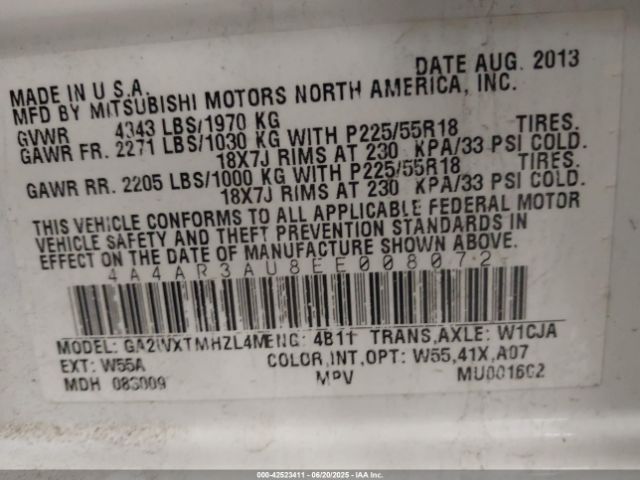 MADE IN U.S.A. DATE AUG. 2013
MFD BY MITSUBISHI MOTORS NORTH AMERICA, INC.
GVWR 4343 LBS/1970 KG
GAWR FR. 2271 LBS/1030 KG WITH P225/55R18 TIRES.
18X7J RIMS AT 230 KPA/33 PSI COLD.
GAWR RR. 2205 LBS/1000 KG WITH P225/55R18 TIRES.
18X7J RIMS AT 230 KPA/33 PSI COLD.
THIS VEHICLE CONFORMS TO ALL APPLICABLE FEDERAL MOTOR
VEHICLE SAFETY AND THEFT PREVENTION STANDARDS IN
EFFECT ON THE DATE OF MANUFACTURE SHOWN ABOVE.
4A4AR3AU8EE008072
MODEL: ENG: 4B11 TRANS,AXLE: W1CJA
EXT: W55A COLOR,INT,OPT: W55,41X,A07
MDH MPV
000-42523411 - 06/20/2025 - IAAI.COM